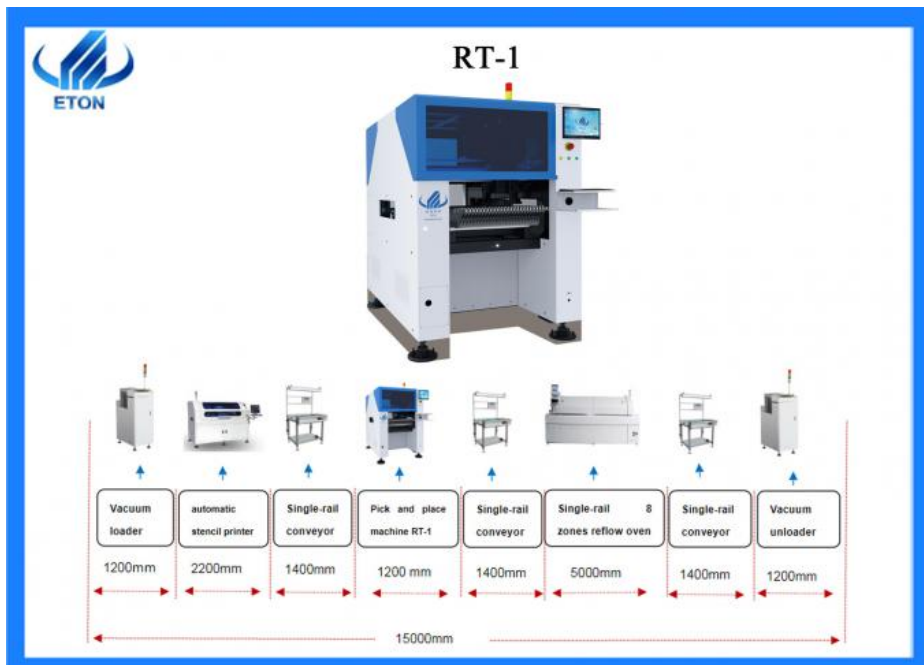 RT-1
ETON
Vacuum
loader
automatic
stencil printer
Single-rail
conveyor
Pick and place
machine RT-1
Single-rail
conveyor
Single-rail 8
zones reflow oven
Single-rail
conveyor
Vacuum
unloader
1200mm
2200mm
1400mm
1200 mm
1400mm
5000mm
1400mm
1200mm
15000mm